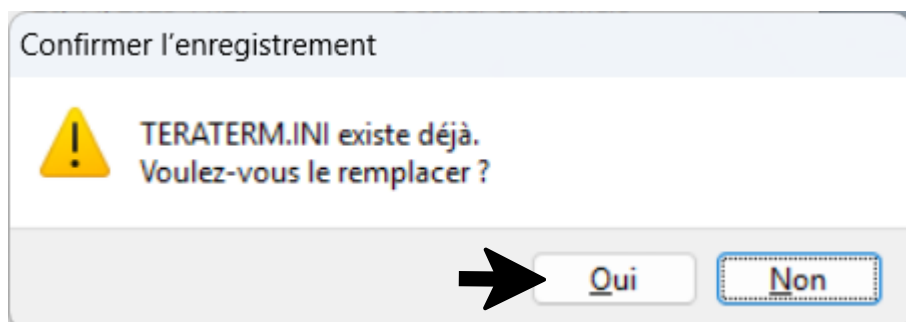 Confirmer l’enregistrement
TERATERM.INI existe déjà.
Voulez-vous le remplacer ?
Oui
Non